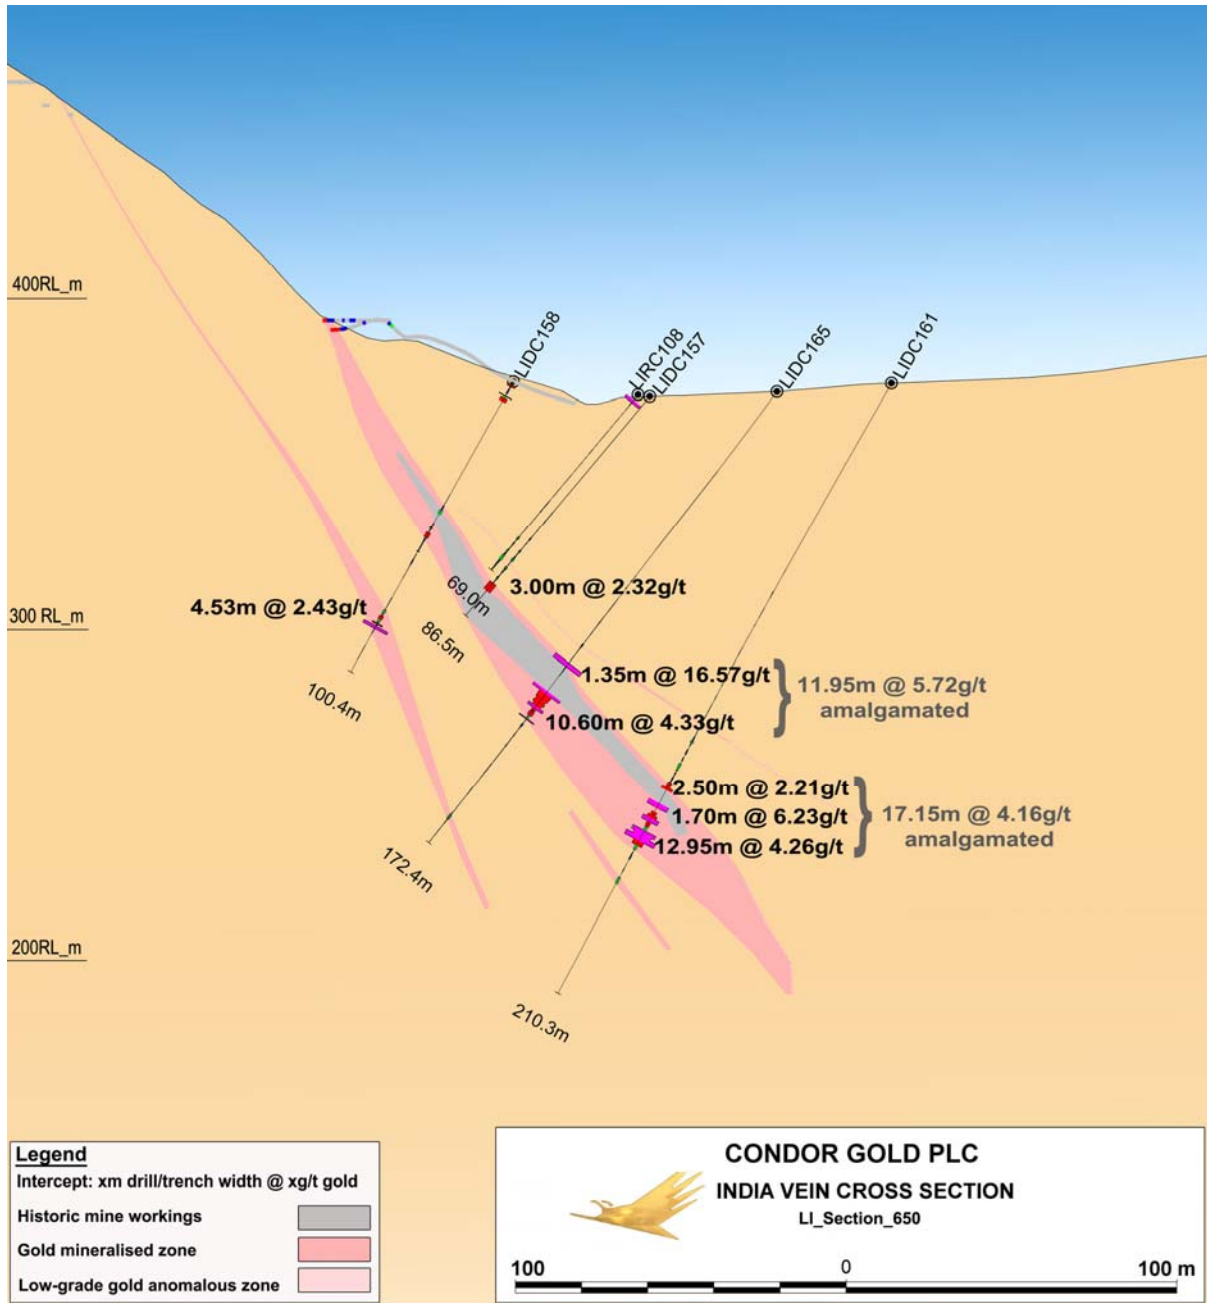 400RL_m
LIDC158
LIRC108
LIDC157
LIDC165
LIDC161
69.0m
3.00m @ 2.32g/t
4.53m @ 2.43g/t
300 RL_m
86.5m
1.35m @ 16.57g/t
11.95m @ 5.72g/t
amalgamated
100.4m
10.60m @ 4.33g/t
2.50m @ 2.21g/t
1.70m @ 6.23g/t
17.15m @ 4.16g/t
amalgamated
12.95m @ 4.26g/t
172.4m
200RL_m
210.3m
Legend
Intercept: xm drill/trench width @ xg/t gold
Historic mine workings
Gold mineralised zone
Low-grade gold anomalous zone
CONDOR GOLD PLC
INDIA VEIN CROSS SECTION
LI_Section_650
100 0 100 m